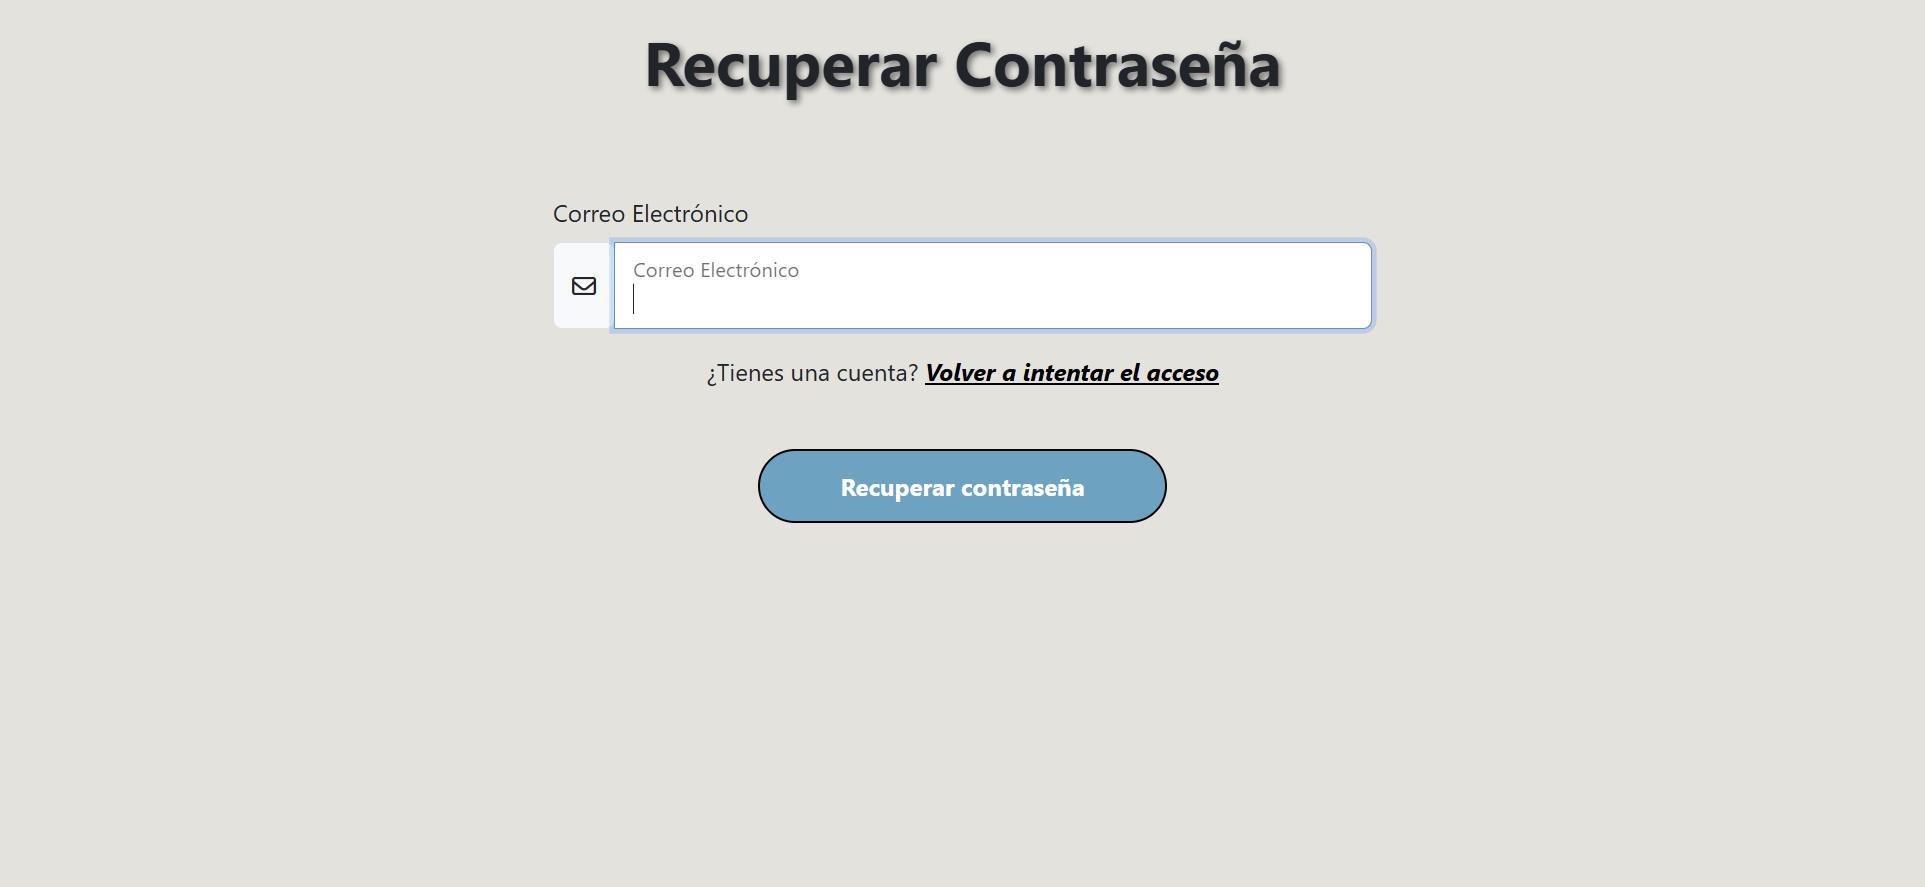 Recuperar Contraseña
Correo Electrónico
Correo Electrónico
¿Tienes una cuenta? Volver a intentar el acceso
Recuperar contraseña